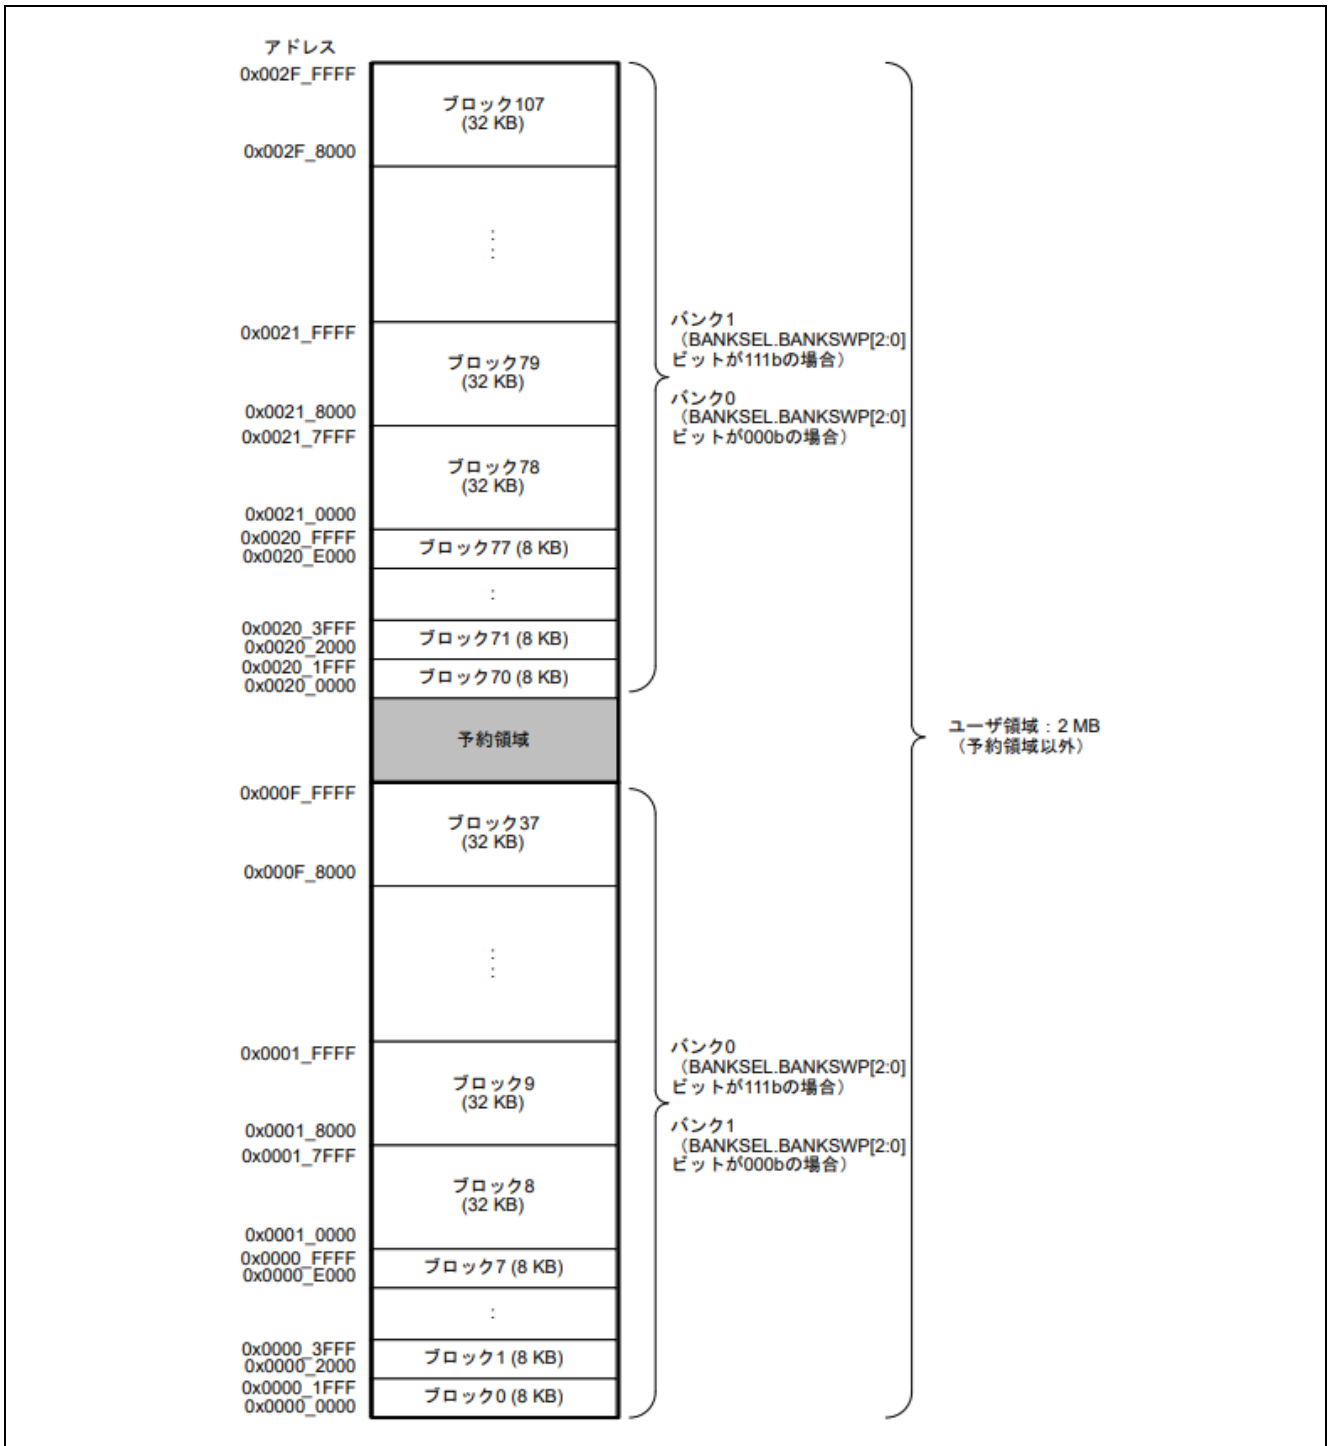 アドレス
0x002F_FFFF
ブロック107
(32 KB)
0x002F_8000
:
:
0x0021_FFFF
ブロック79
(32 KB)
0x0021_8000
0x0021_7FFF
ブロック78
(32 KB)
0x0021_0000
0x0020_FFFF
0x0020_E000
ブロック77 (8 KB)
:
0x0020_3FFF
0x0020_2000
ブロック71 (8 KB)
0x0020_1FFF
0x0020_0000
ブロック70 (8 KB)
バンク1
(BANKSEL.BANKSWP[2:0]
ビットが111bの場合)
バンク0
(BANKSEL.BANKSWP[2:0]
ビットが000bの場合)
予約領域
ユーザ領域：2 MB
(予約領域以外)
0x000F_FFFF
ブロック37
(32 KB)
0x000F_8000
:
:
0x0001_FFFF
ブロック9
(32 KB)
0x0001_8000
0x0001_7FFF
ブロック8
(32 KB)
0x0001_0000
0x0000_FFFF
0x0000_E000
ブロック7 (8 KB)
:
0x0000_3FFF
0x0000_2000
ブロック1 (8 KB)
0x0000_1FFF
0x0000_0000
ブロック0 (8 KB)
バンク0
(BANKSEL.BANKSWP[2:0]
ビットが111bの場合)
バンク1
(BANKSEL.BANKSWP[2:0]
ビットが000bの場合)